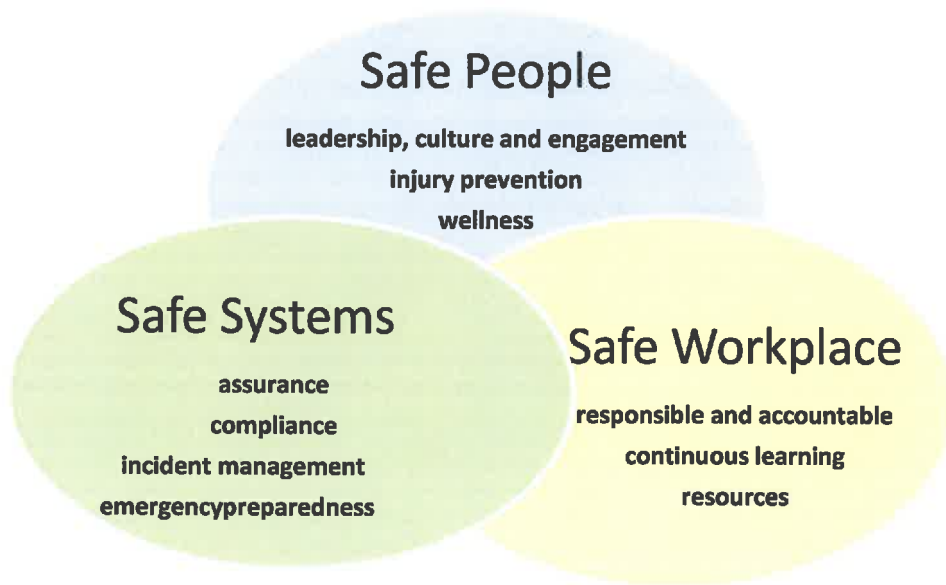 Safe People
leadership, culture and engagement
injury prevention
wellness
Safe Systems
assurance
compliance
incident management
emergencypreparedness
Safe Workplace
responsible and accountable
continuous learning
resources